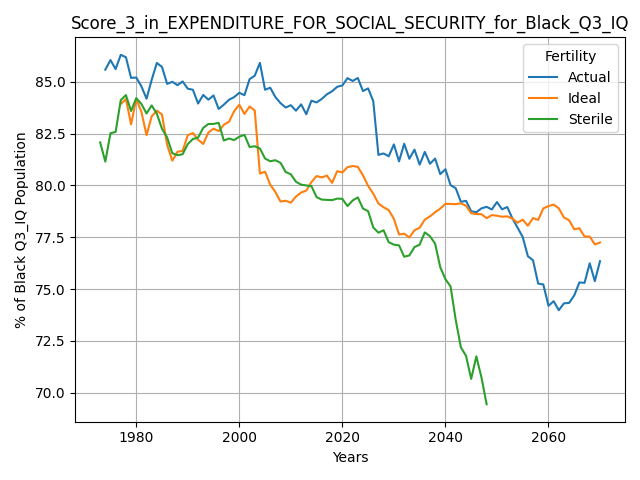 Score_3_in_EXPENDITURE_FOR_SOCIAL_SECURITY_for_Black_Q3_IQ
Fertility
Actual
Ideal
Sterile
% of Black Q3_IQ Population
85.0
82.5
80.0
77.5
75.0
72.5
70.0
1980
2000
2020
2040
2060
Years